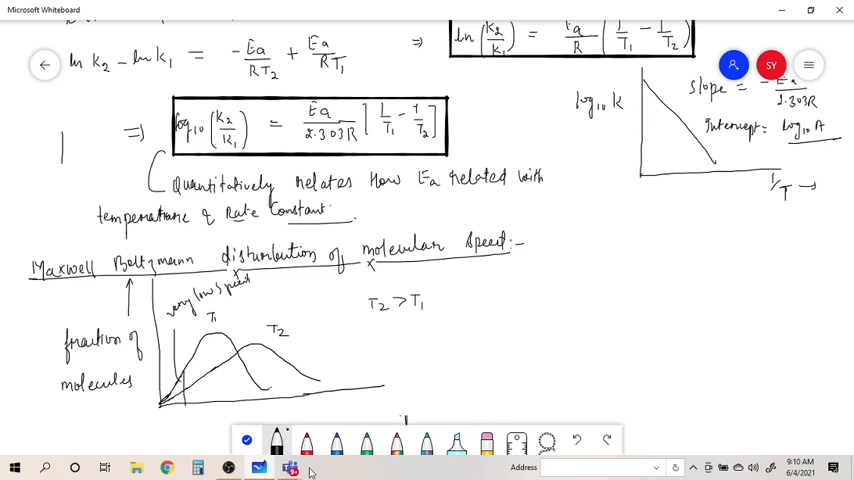 ln K2 - ln K1 = -Ea/RT2 + Ea/RT1 ⇒ ln (K2/K1) = Ea/R (1/T1 - 1/T2)
SY
⇒ log10 (K2/K1) = Ea/2.303R [1/T1 - 1/T2]
log10 K
Slope = -Ea/2.303R
Intercept = log10 A
1/T →
Quantitatively Relates How Ea Related with
temperature & Rate Constant.
Maxwell Boltzmann disturbution of molecular Speed:-
very low speed
T1
T2
T2 > T1
fraction of
molecules
Address
9:10 AM
6/4/2021